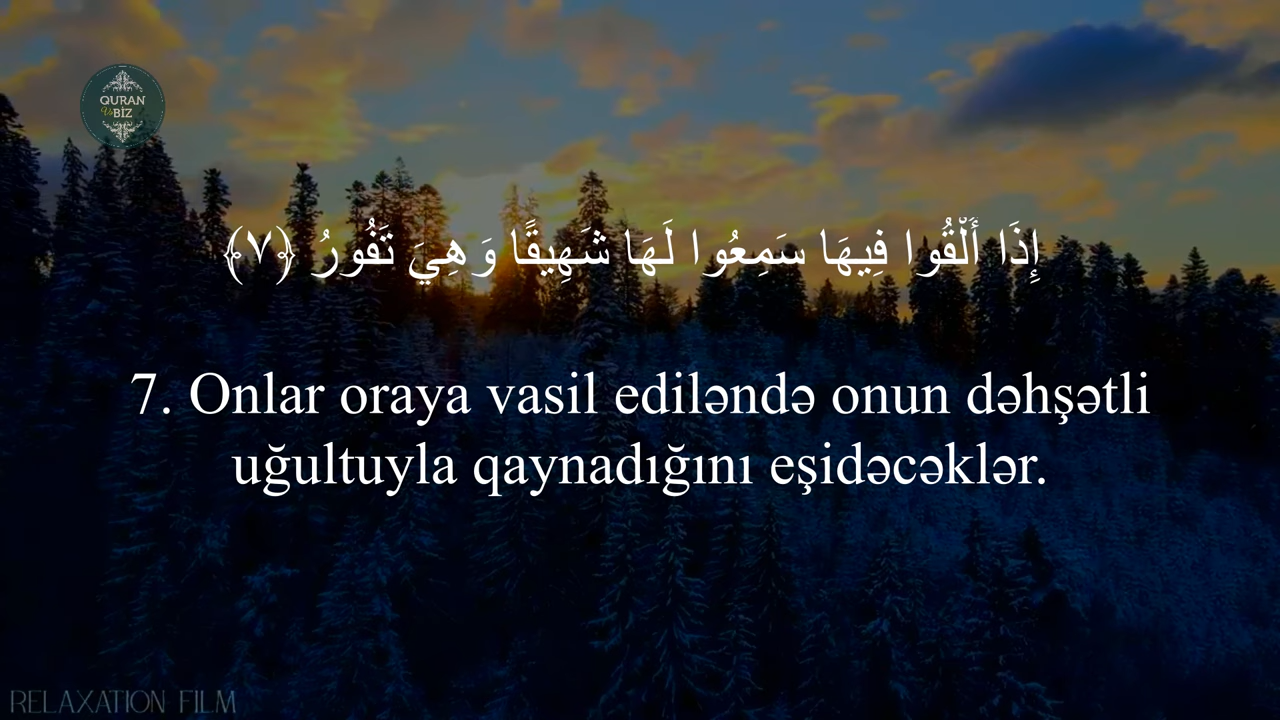 QURAN
Və BİZ
إِذَا أَلْقُوا فِيهَا سَمِعُوا لَهَا شَهِيقًا وَهِيَ تَفُورُ ﴿٧﴾
7. Onlar oraya vasil ediləndə onun dəhşətli
uğultuyla qaynadığını eşidəcəklər.
RELAXATION FILM